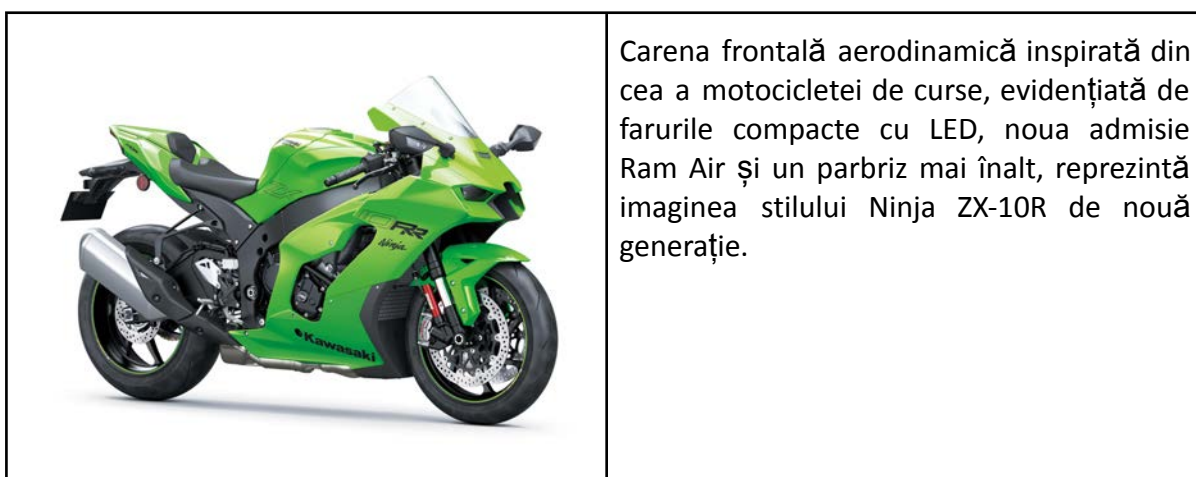 Carena frontală aerodinamică inspirată din
cea a motocicletei de curse, evidențiată de
farurile compacte cu LED, noua admisie
Ram Air și un parbriz mai înalt, reprezintă
imaginea stilului Ninja ZX-10R de nouă
generație.
Ninja
Kawasaki